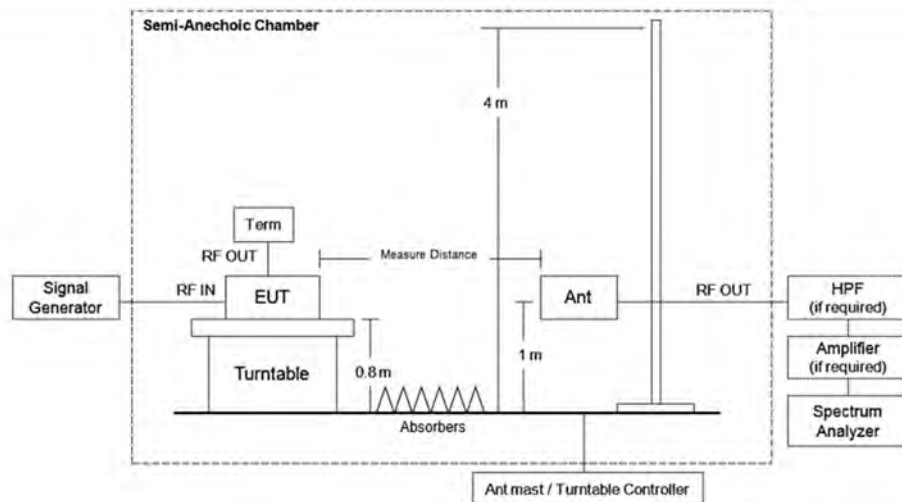 Semi-Anechoic Chamber
4 m
Term
RF OUT
Measure Distance
Signal
Generator
RF IN
EUT
Ant
RF OUT
HPF
(if required)
Turntable
0.8 m
1 m
Amplifier
(if required)
Absorbers
Spectrum
Analyzer
Ant mast / Turntable Controller